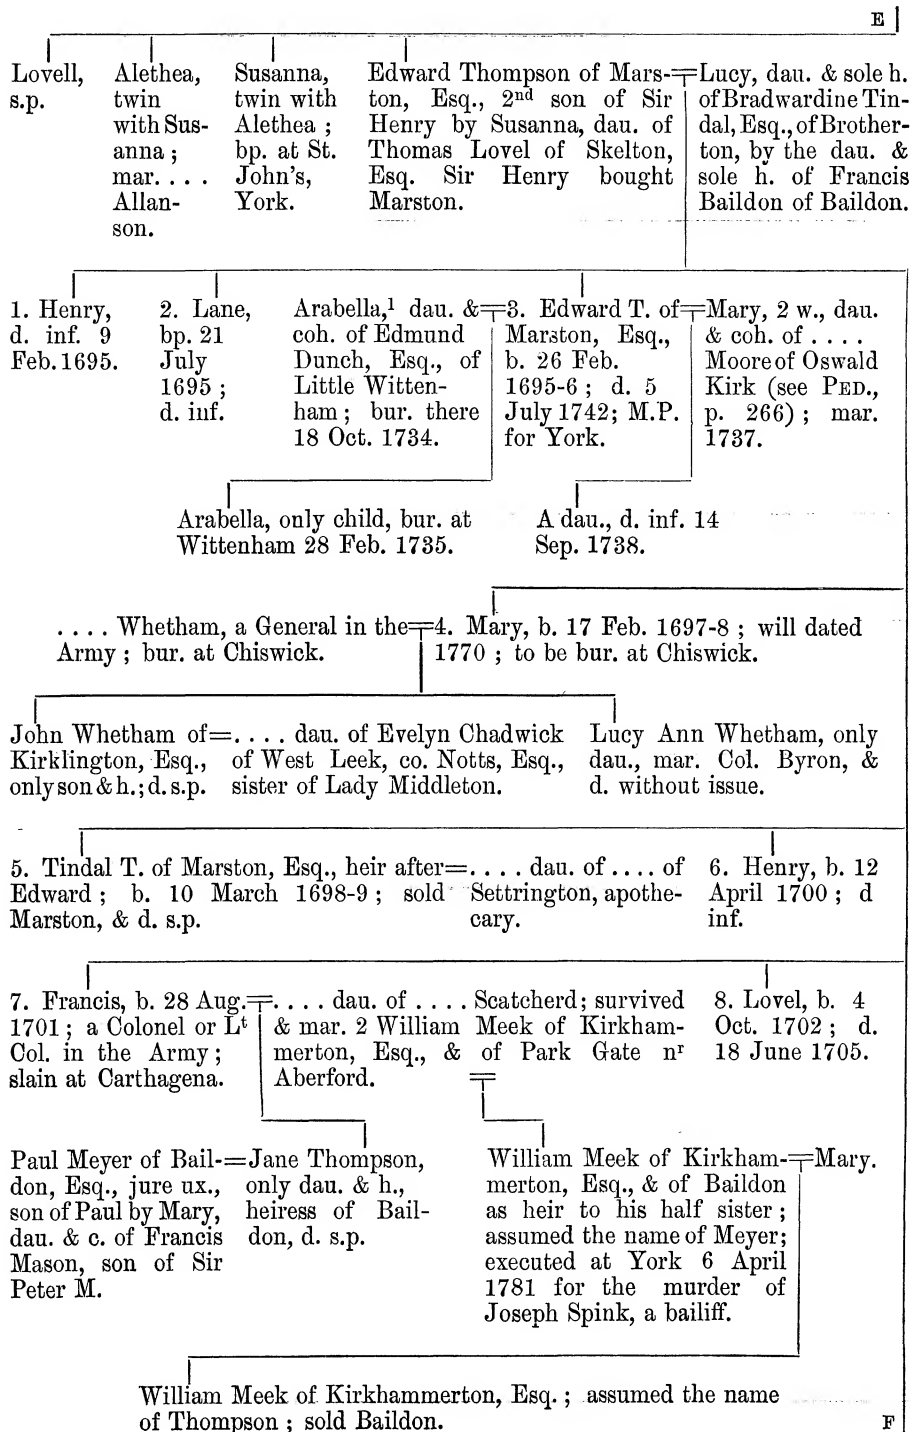 E
Lovell,
s.p.
Alethea,
twin
with Sus-
anna ;
mar. . . .
Allan-
son.
Susanna,
twin with
Alethea ;
bp. at St.
John's,
York.
Edward Thompson of Mars-
ton, Esq., 2nd son of Sir
Henry by Susanna, dau. of
Thomas Lovel of Skelton,
Esq. Sir Henry bought
Marston.
Lucy, dau. & sole h.
of Bradwardine Tin-
dal, Esq., of Brother-
ton, by the dau. &
sole h. of Francis
Baildon of Baildon.
1. Henry,
d. inf. 9
Feb. 1695.
2. Lane,
bp. 21
July
1695 ;
d. inf.
Arabella,1 dau. &
coh. of Edmund
Dunch, Esq., of
Little Witten-
ham ; bur. there
18 Oct. 1734.
3. Edward T. of
Marston, Esq.,
b. 26 Feb.
1695-6 ; d. 5
July 1742; M.P.
for York.
Mary, 2 w., dau.
& coh. of . . . .
Moore of Oswald
Kirk (see PED.,
p. 266) ; mar.
1737.
Arabella, only child, bur. at
Wittenham 28 Feb. 1735.
A dau., d. inf. 14
Sep. 1738.
. . . . Whetham, a General in the
Army ; bur. at Chiswick.
4. Mary, b. 17 Feb. 1697-8 ; will dated
1770 ; to be bur. at Chiswick.
John Whetham of
Kirklington, Esq.,
only son & h.; d. s.p.
. . . . dau. of Evelyn Chadwick
of West Leek, co. Notts, Esq.,
sister of Lady Middleton.
Lucy Ann Whetham, only
dau., mar. Col. Byron, &
d. without issue.
5. Tindal T. of Marston, Esq., heir after
Edward ; b. 10 March 1698-9 ; sold
Marston, & d. s.p.
. . . . dau. of . . . . of
Settrington, apothe-
cary.
6. Henry, b. 12
April 1700 ; d
inf.
7. Francis, b. 28 Aug.
1701 ; a Colonel or Lt
Col. in the Army ;
slain at Carthagena.
. . . . dau. of . . . . Scatcherd; survived
& mar. 2 William Meek of Kirkham-
merton, Esq., & of Park Gate nr
Aberford.
8. Lovel, b. 4
Oct. 1702 ; d.
18 June 1705.
Paul Meyer of Bail-
don, Esq., jure ux.,
son of Paul by Mary,
dau. & c. of Francis
Mason, son of Sir
Peter M.
Jane Thompson,
only dau. & h.,
heiress of Bail-
don, d. s.p.
William Meek of Kirkham-
merton, Esq., & of Baildon
as heir to his half sister ;
assumed the name of Meyer;
executed at York 6 April
1781 for the murder of
Joseph Spink, a bailiff.
Mary.
William Meek of Kirkhammerton, Esq. ; assumed the name
of Thompson ; sold Baildon.
F